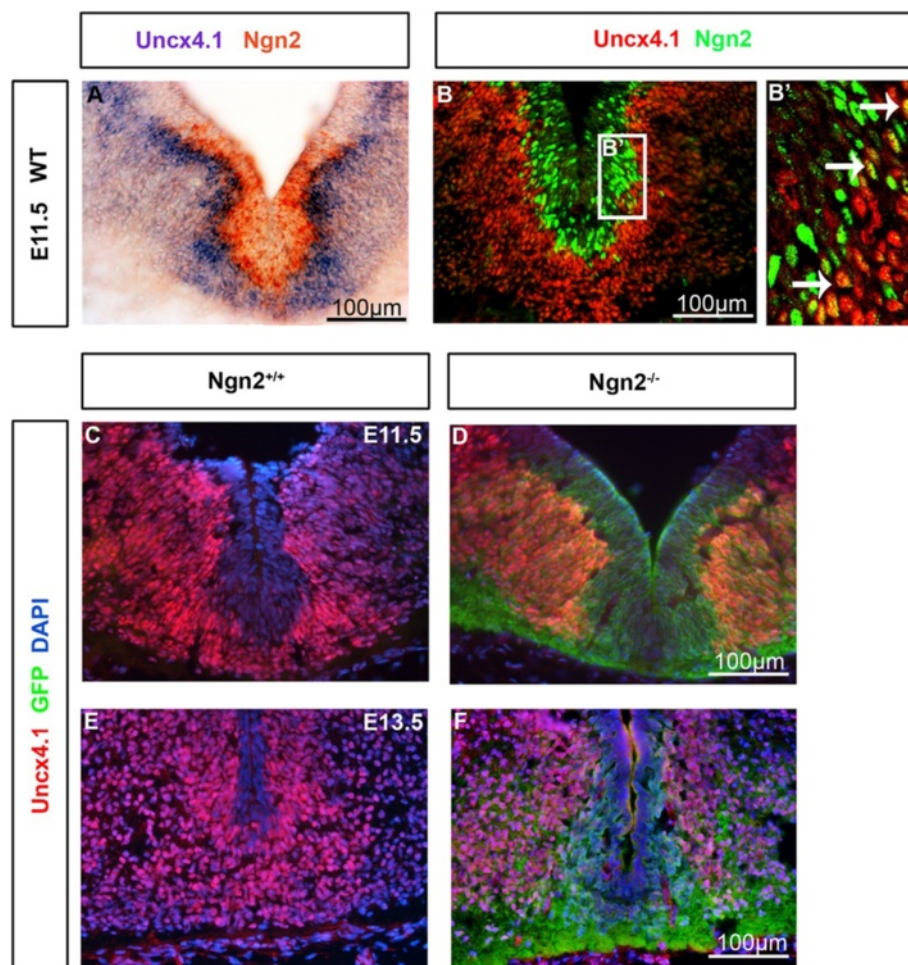 Uncx4.1 Ngn2
Uncx4.1 Ngn2
E11.5 WT
A
100µm
B
B'
100µm
B'
Ngn2+/+
Ngn2-/-
Uncx4.1 GFP DAPI
C
E11.5
D
100µm
E
E13.5
F
100µm